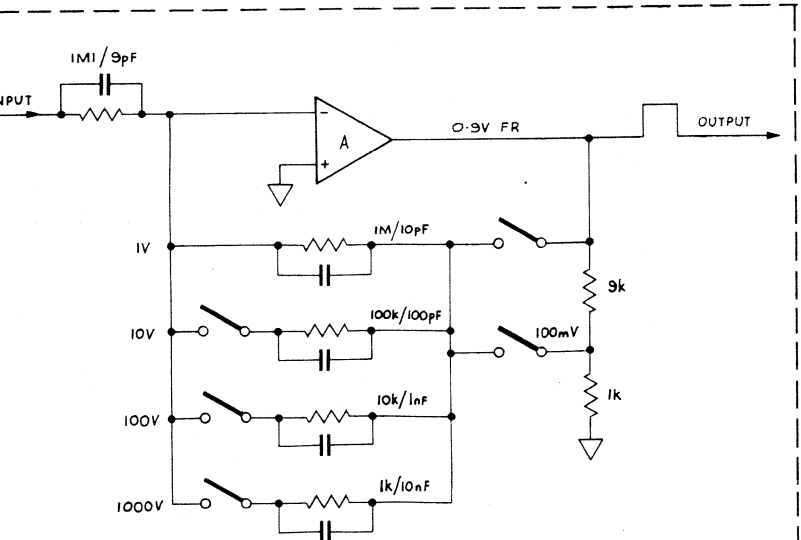 1M1/9pF
NPUT
-
A
+
0.9V FR
OUTPUT
1V
1M/10pF
9k
10V
100k/100pF
100mV
1k
100V
10k/1nF
1000V
1k/10nF